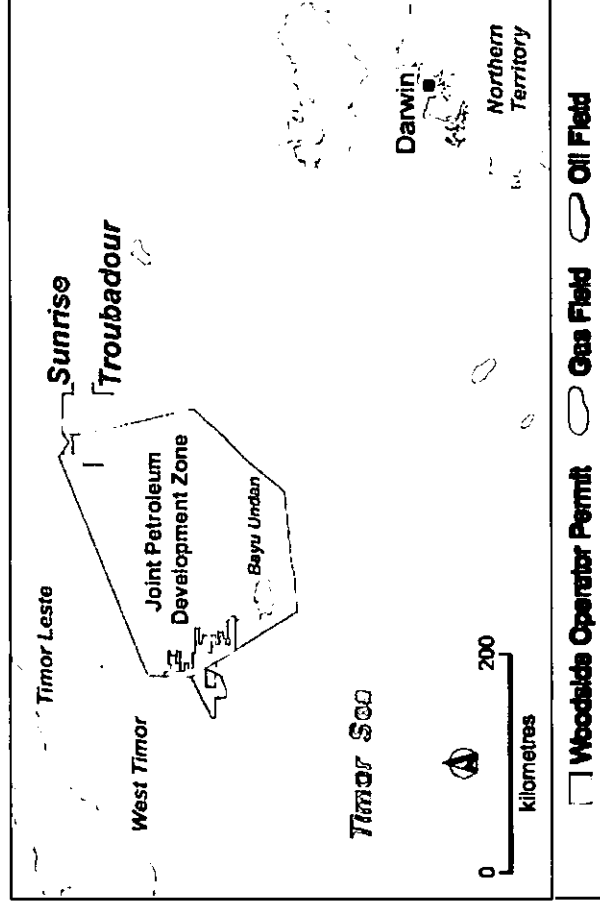 Timor Leste
Sunrise
Troubadour
West Timor
Joint Petroleum
Development Zone
Bayu Undan
Timor Sea
Darwin
Northern
Territory
0 200
kilometres
Woodside Operator Permit Gas Field Oil Field